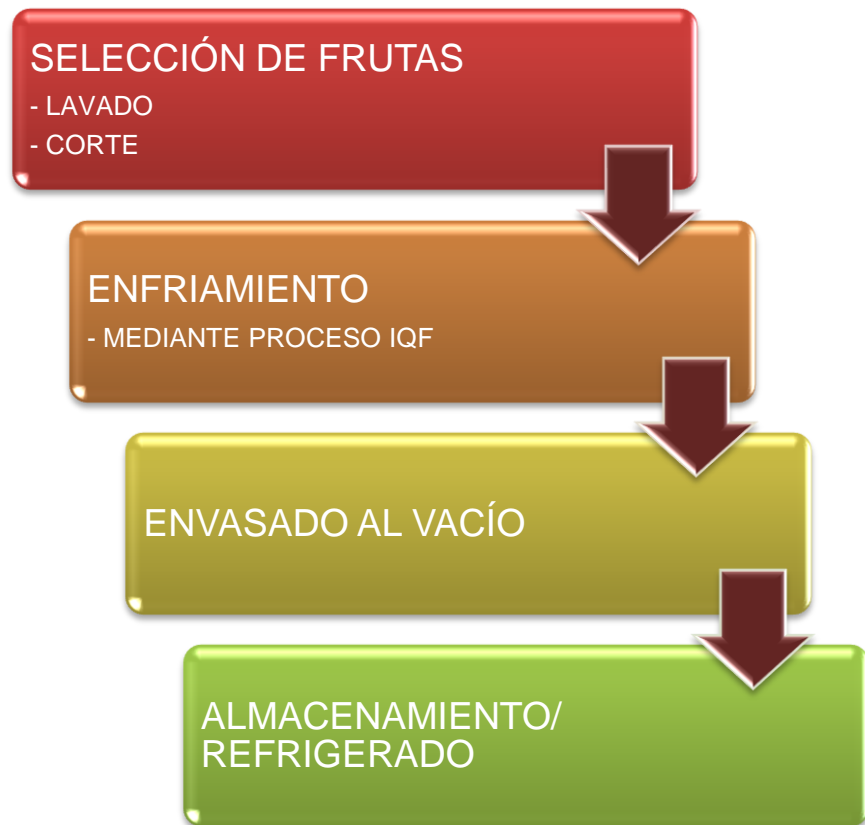 SELECCIÓN DE FRUTAS
- LAVADO
- CORTE
ENFRIAMIENTO
- MEDIANTE PROCESO IQF
ENVASADO AL VACÍO
ALMACENAMIENTO/
REFRIGERADO